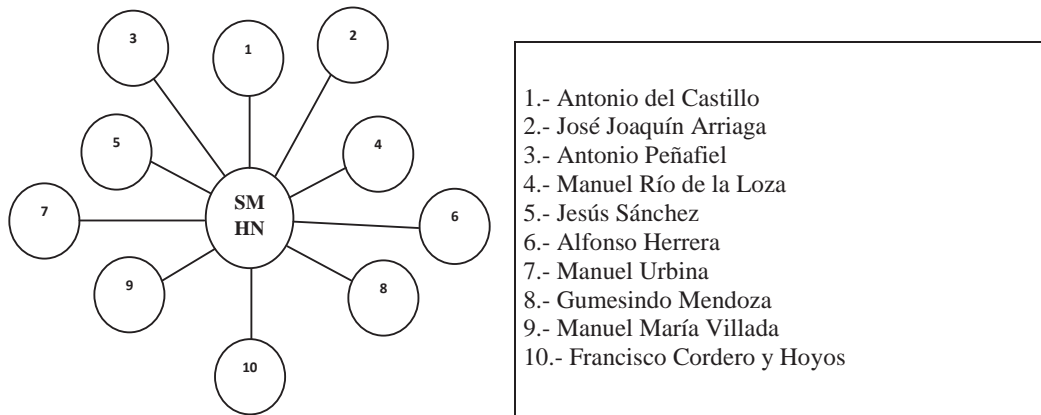 3
1
2
5
4
SM
HN
7
6
9
8
10
1.- Antonio del Castillo
2.- José Joaquín Arriaga
3.- Antonio Peñafiel
4.- Manuel Río de la Loza
5.- Jesús Sánchez
6.- Alfonso Herrera
7.- Manuel Urbina
8.- Gumesindo Mendoza
9.- Manuel María Villada
10.- Francisco Cordero y Hoyos